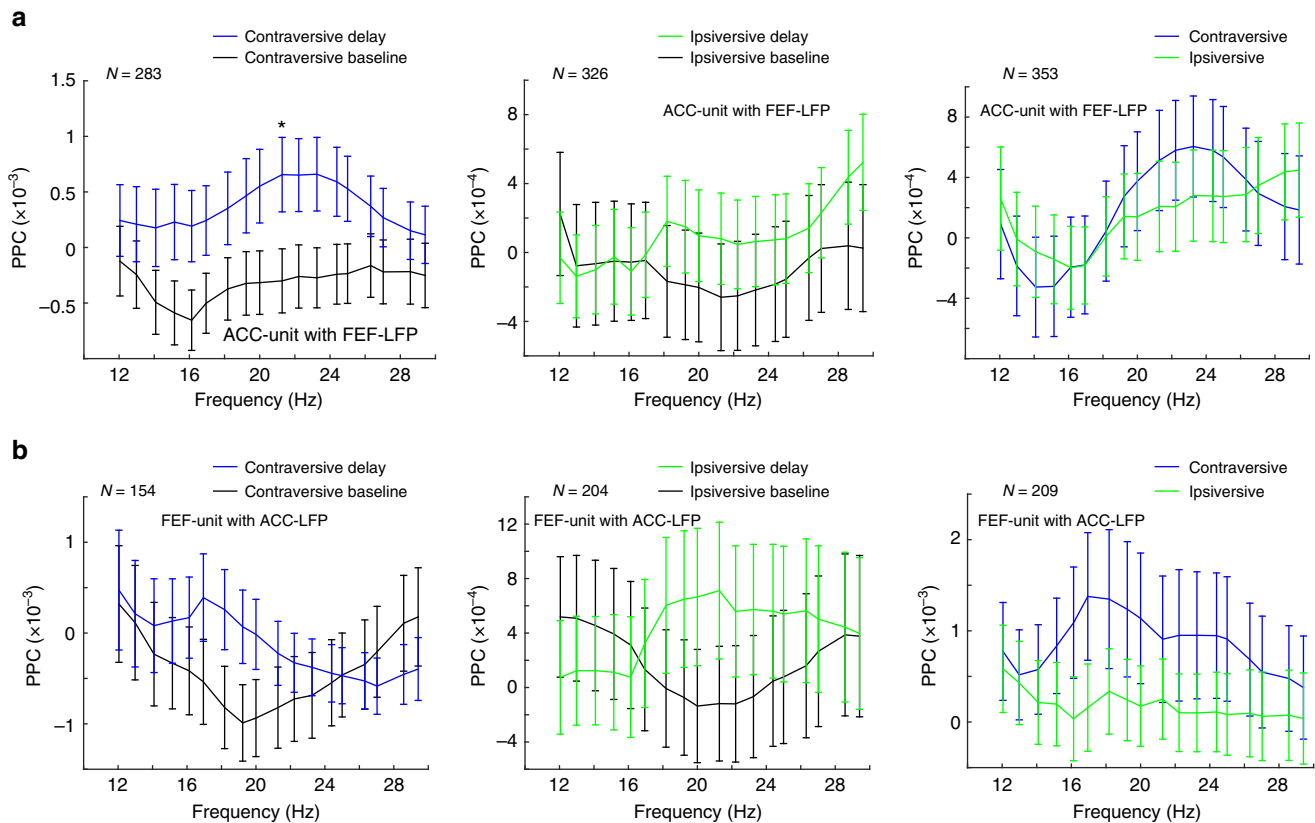 a
Contraversive delay
Contraversive baseline
N = 283
*
1.5
1
0.5
0
−0.5
PPC (×10⁻³)
ACC-unit with FEF-LFP
12 16 20 24 28
Frequency (Hz)
Ipsiversive delay
Ipsiversive baseline
N = 326
ACC-unit with FEF-LFP
8
4
0
−4
PPC (×10⁻⁴)
12 16 20 24 28
Frequency (Hz)
Contraversive
Ipsiversive
N = 353
ACC-unit with FEF-LFP
8
4
0
−4
PPC (×10⁻⁴)
12 16 20 24 28
Frequency (Hz)
b
Contraversive delay
Contraversive baseline
N = 154
FEF-unit with ACC-LFP
1
0
−1
PPC (×10⁻³)
12 16 20 24 28
Frequency (Hz)
Ipsiversive delay
Ipsiversive baseline
N = 204
FEF-unit with ACC-LFP
12
8
4
0
−4
PPC (×10⁻⁴)
12 16 20 24 28
Frequency (Hz)
Contraversive
Ipsiversive
N = 209
FEF-unit with ACC-LFP
2
1
0
PPC (×10⁻³)
12 16 20 24 28
Frequency (Hz)